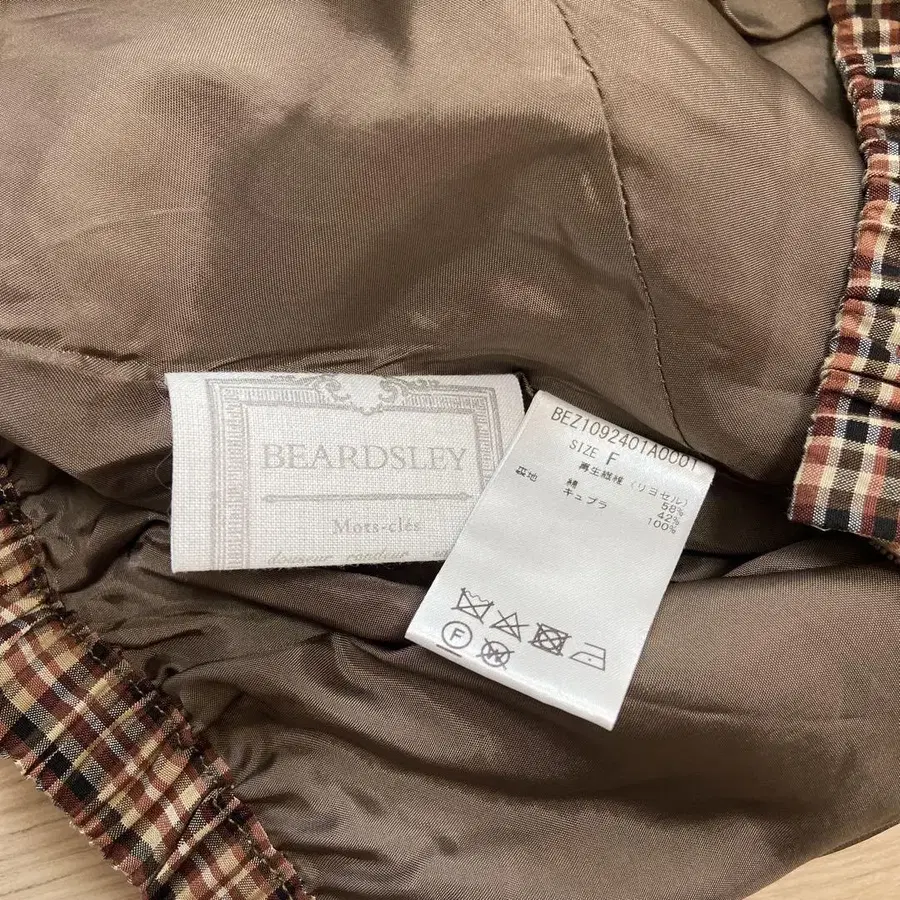 BEARDSLEY
Mots-clés
BEZ1092401A0001
SIZE F
再生繊維 (リヨセル)
58%
綿 42%
裏地 キュプラ 100%
F
W